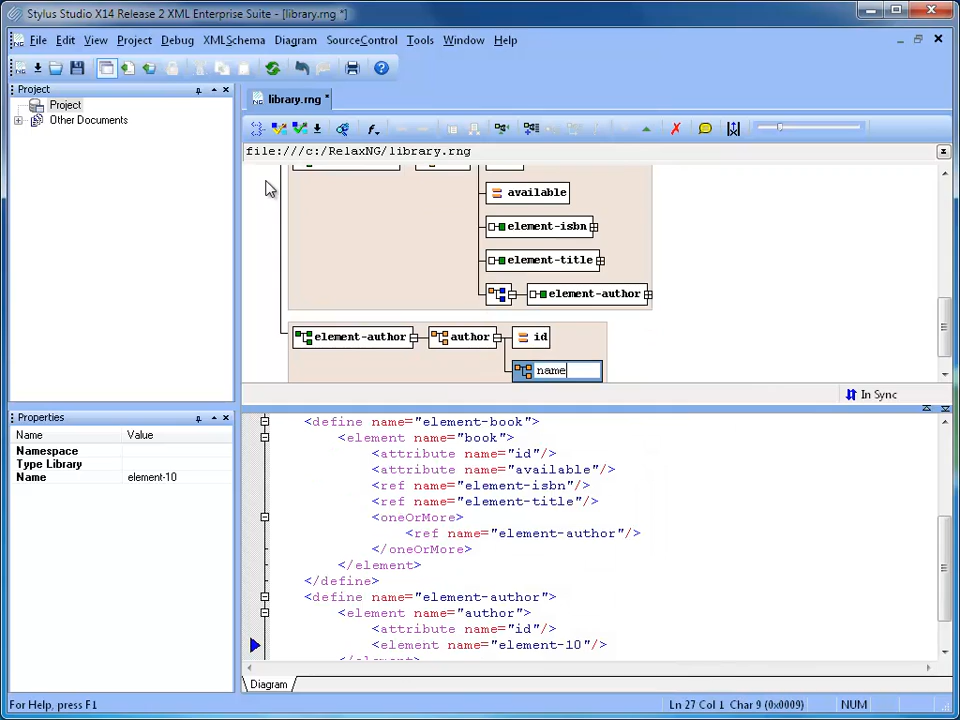 Stylus Studio X14 Release 2 XML Enterprise Suite - [library.rng *]
File Edit View Project Debug XMLSchema Diagram SourceControl Tools Window Help
Project
library.rng *
Project
Other Documents
file:///c:/RelaxNG/library.rng
available
element-isbn
element-title
element-author
element-author author id
name
In Sync
Properties
Name Value
Namespace
Type Library
Name element-10
<define name="element-book">
<element name="book">
<attribute name="id"/>
<attribute name="available"/>
<ref name="element-isbn"/>
<ref name="element-title"/>
<oneOrMore>
<ref name="element-author"/>
</oneOrMore>
</element>
</define>
<define name="element-author">
<element name="author">
<attribute name="id"/>
<element name="element-10"/>
</element>
Diagram
For Help, press F1
Ln 27 Col 1 Char 9 (0x0009)
NUM